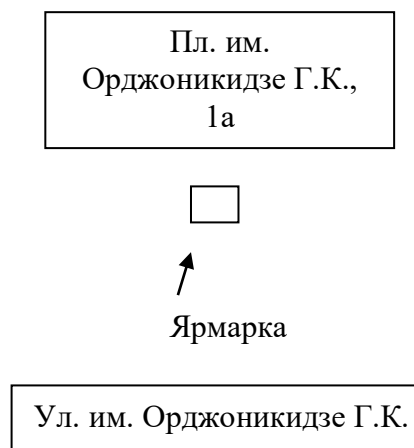 Пл. им.
Орджоникидзе Г.К.,
1а
Ярмарка
Ул. им. Орджоникидзе Г.К.